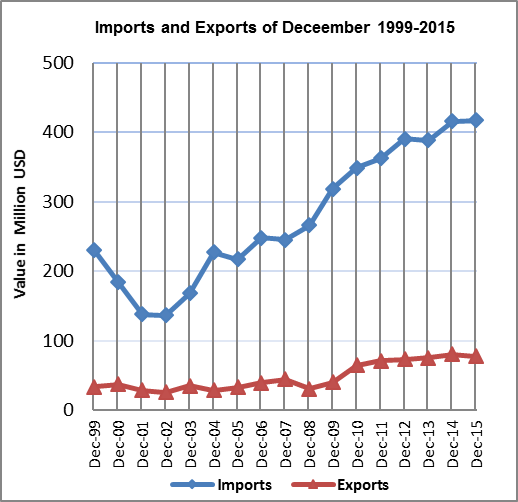 Imports and Exports of Deceember 1999-2015
Value in Million USD
500
400
300
200
100
0
Dec-99
Dec-00
Dec-01
Dec-02
Dec-03
Dec-04
Dec-05
Dec-06
Dec-07
Dec-08
Dec-09
Dec-10
Dec-11
Dec-12
Dec-13
Dec-14
Dec-15
Imports Exports